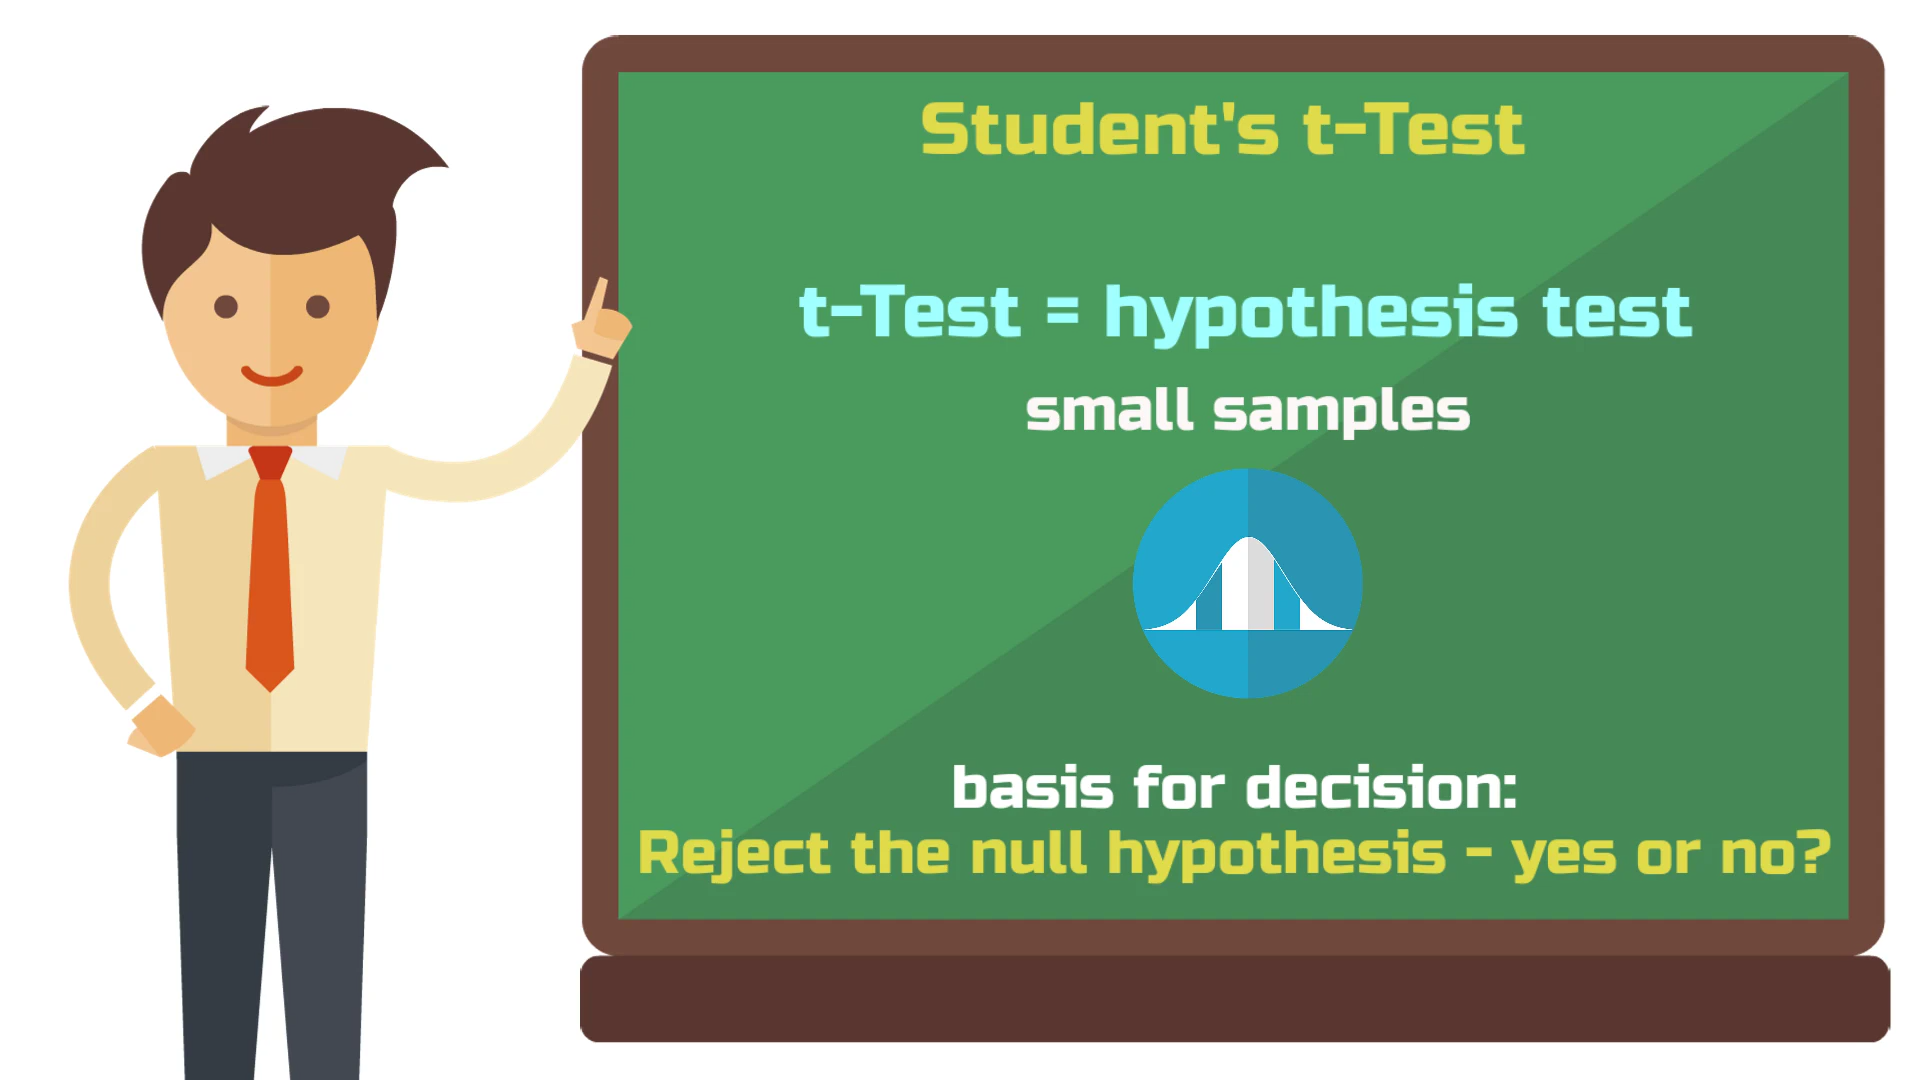 Student's t-Test
t-Test = hypothesis test
small samples
basis for decision:
Reject the null hypothesis - yes or no?